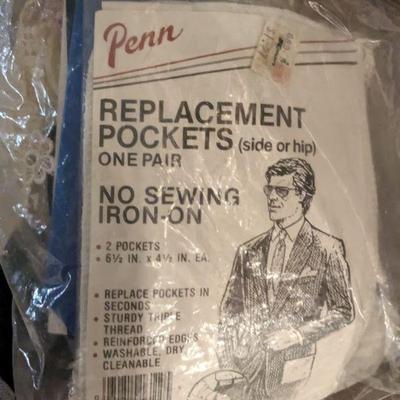 Penn
REPLACEMENT
POCKETS (side or hip)
ONE PAIR
NO SEWING
IRON-ON
• 2 POCKETS
• 6½ IN. x 4½ IN. EA.
• REPLACE POCKETS IN
SECONDS
• STURDY TRIPLE
THREAD
• REINFORCED EDGES
• WASHABLE, DRY
CLEANABLE